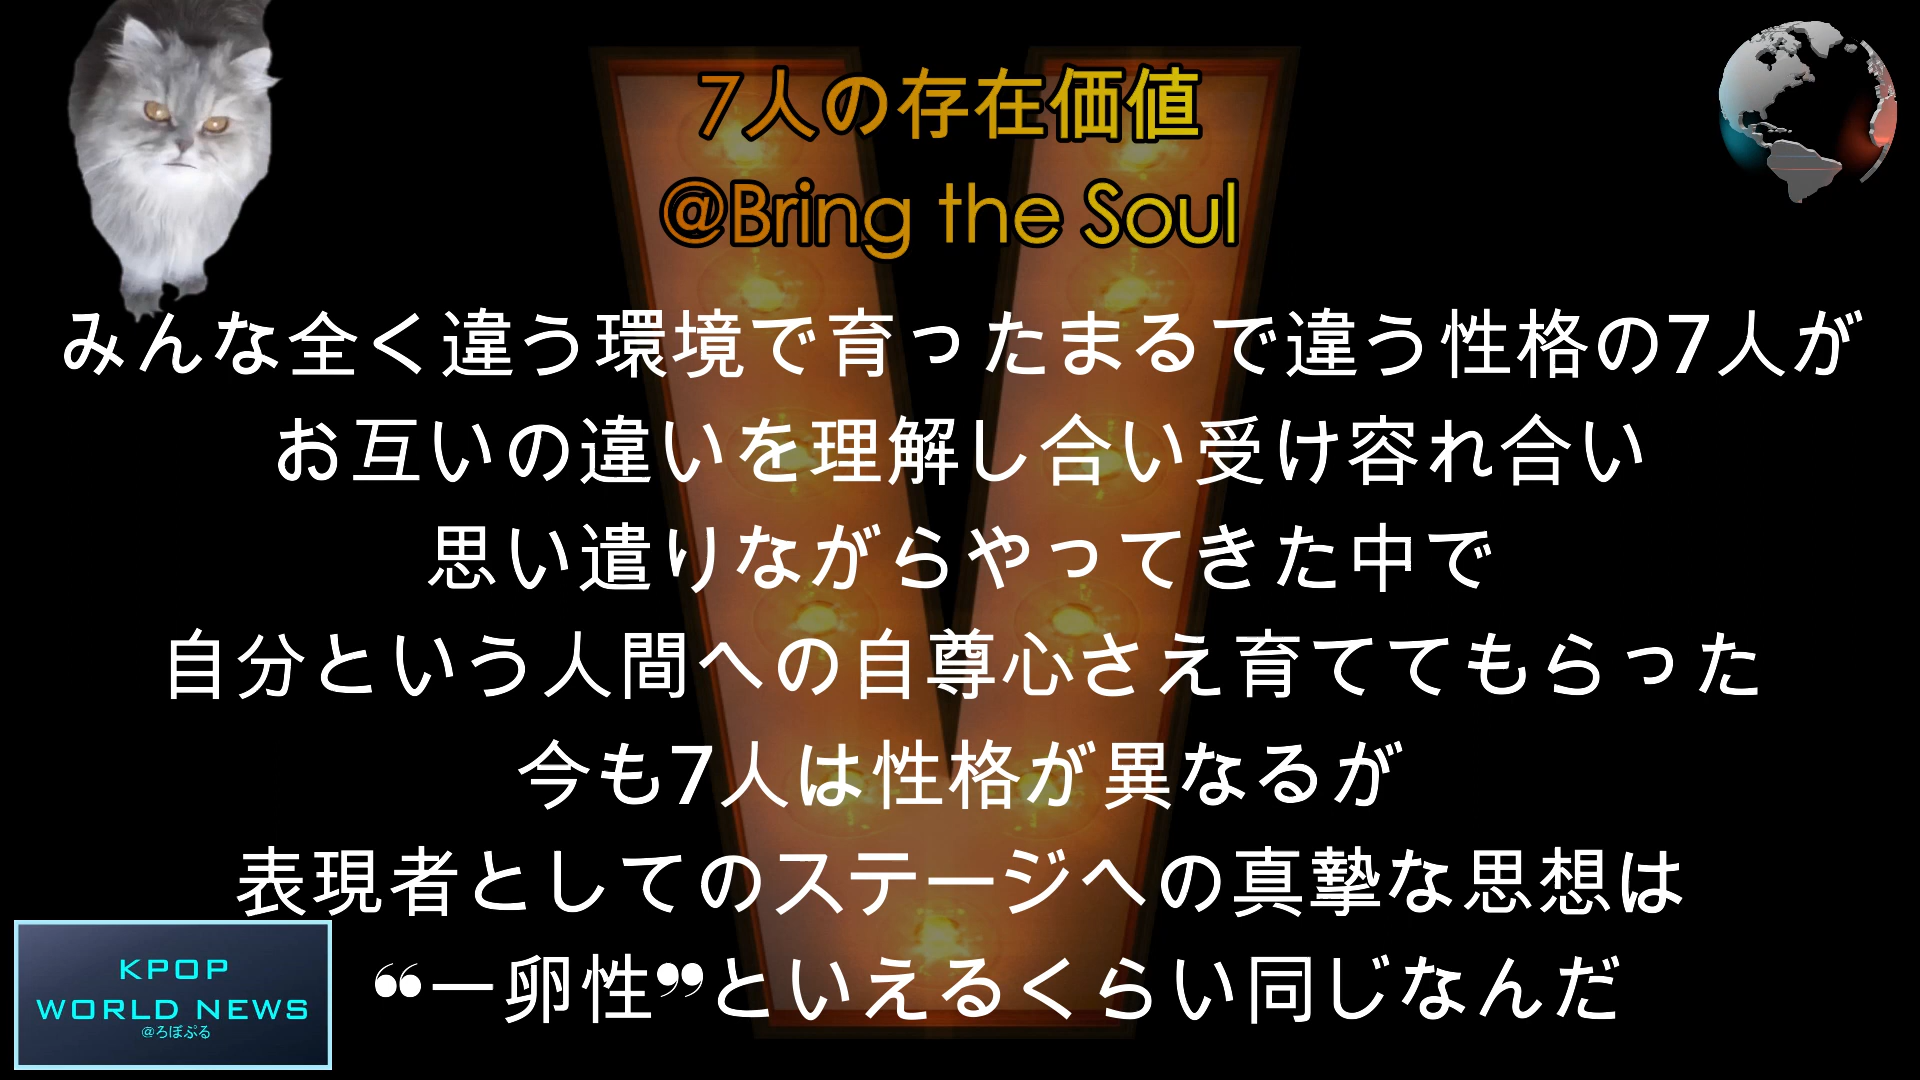 7人の存在価値
@Bring the Soul
みんな全く違う環境で育ったまるで違う性格の7人が
お互いの違いを理解し合い受け容れ合い
思い遣りながらやってきた中で
自分という人間への自尊心さえ育ててもらった
今も7人は性格が異なるが
表現者としてのステージへの真摯な思想は
“一卵性”といえるくらい同じなんだ
KPOP
WORLD NEWS
@ろぽぷる